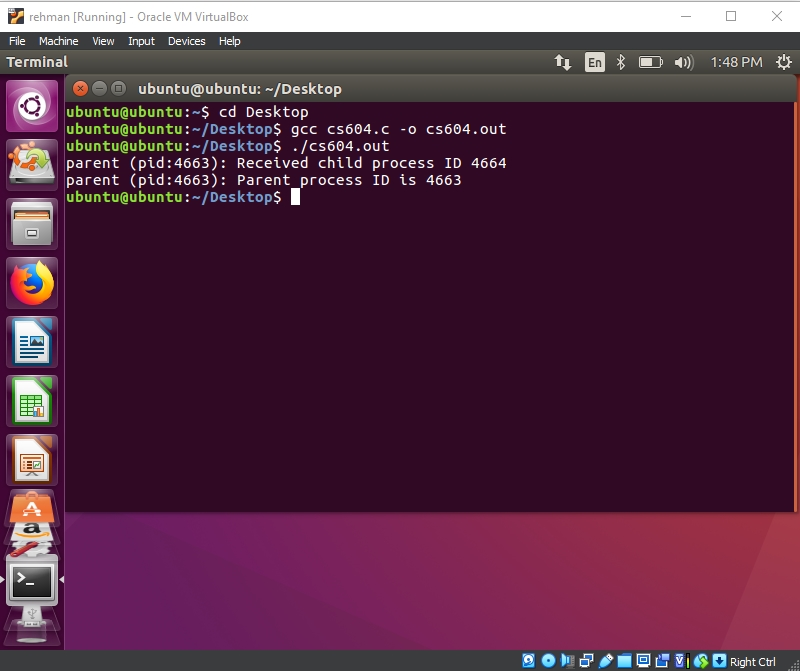 rehman [Running] - Oracle VM VirtualBox
File Machine View Input Devices Help
Terminal En 1:48 PM
ubuntu@ubuntu: ~/Desktop
ubuntu@ubuntu:~$ cd Desktop
ubuntu@ubuntu:~/Desktop$ gcc cs604.c -o cs604.out
ubuntu@ubuntu:~/Desktop$ ./cs604.out
parent (pid:4663): Received child process ID 4664
parent (pid:4663): Parent process ID is 4663
ubuntu@ubuntu:~/Desktop$
Right Ctrl